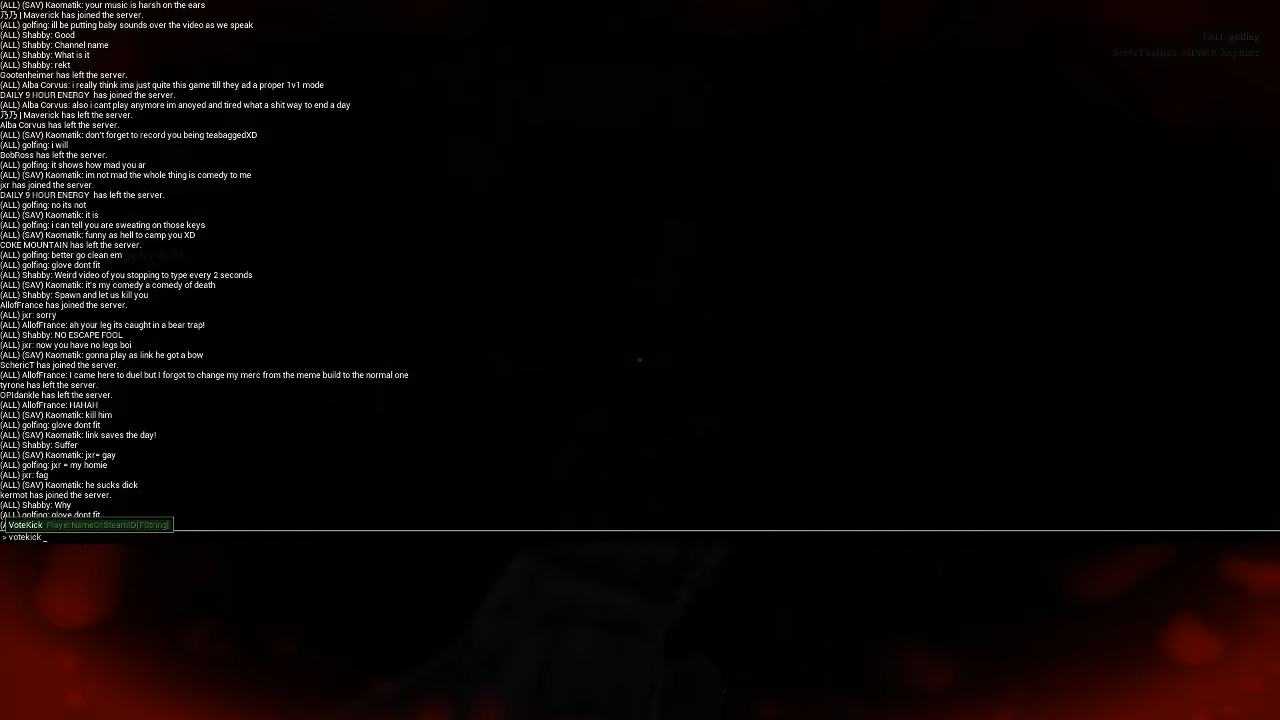 (ALL) (SAV) Kaomatik: your music is harsh on the ears
乃乃 | Maverick has joined the server.
(ALL) golfing: ill be putting baby sounds over the video as we speak
(ALL) Shabby: Good
(ALL) Shabby: Channel name
(ALL) Shabby: What is it
(ALL) Shabby: rekt
Gootenheimer has left the server.
(ALL) Alba Corvus: i really think ima just quite this game till they ad a proper 1v1 mode
DAILY 9 HOUR ENERGY has joined the server.
(ALL) Alba Corvus: also i cant play anymore im anoyed and tired what a shit way to end a day
乃乃 | Maverick has left the server.
Alba Corvus has left the server.
(ALL) (SAV) Kaomatik: don't forget to record you being teabaggedXD
(ALL) golfing: i will
BobRoss has left the server.
(ALL) golfing: it shows how mad you ar
(ALL) (SAV) Kaomatik: im not mad the whole thing is comedy to me
jxr has joined the server.
DAILY 9 HOUR ENERGY has left the server.
(ALL) golfing: no its not
(ALL) (SAV) Kaomatik: it is
(ALL) golfing: i can tell you are sweating on those keys
(ALL) (SAV) Kaomatik: funny as hell to camp you XD
COKE MOUNTAIN has left the server.
(ALL) golfing: better go clean em
(ALL) golfing: glove dont fit
(ALL) Shabby: Weird video of you stopping to type every 2 seconds
(ALL) (SAV) Kaomatik: it's my comedy a comedy of death
(ALL) Shabby: Spawn and let us kill you
AllofFrance has joined the server.
(ALL) jxr: sorry
(ALL) AllofFrance: ah your leg its caught in a bear trap!
(ALL) Shabby: NO ESCAPE FOOL
(ALL) jxr: now you have no legs boi
(ALL) (SAV) Kaomatik: gonna play as link he got a bow
SchericT has joined the server.
(ALL) AllofFrance: I came here to duel but I forgot to change my merc from the meme build to the normal one
tyrone has left the server.
OPIdankle has left the server.
(ALL) AllofFrance: HAHAH
(ALL) (SAV) Kaomatik: kill him
(ALL) golfing: glove dont fit
(ALL) (SAV) Kaomatik: link saves the day!
(ALL) Shabby: Suffer
(ALL) (SAV) Kaomatik: jxr= gay
(ALL) golfing: jxr = my homie
(ALL) jxr: fag
(ALL) (SAV) Kaomatik: he sucks dick
kermot has joined the server.
(ALL) Shabby: Why
(ALL) golfing: glove dont fit
VoteKick PlayerNameOrSteamID[FString]
> votekick _
[ALL] golfing